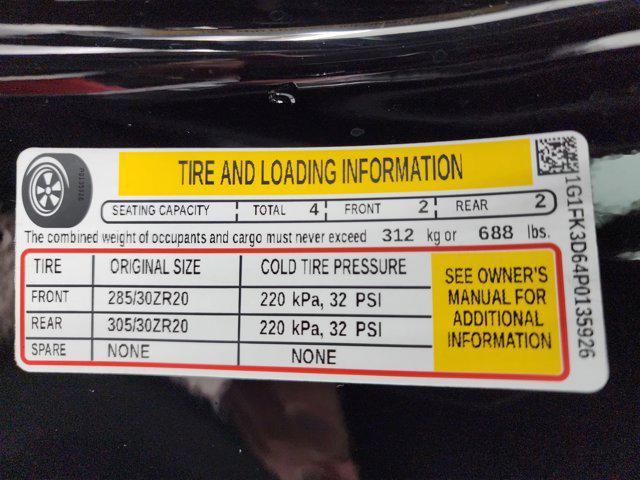 TIRE AND LOADING INFORMATION
SEATING CAPACITY TOTAL 4 FRONT 2 REAR 2
The combined weight of occupants and cargo must never exceed 312 kg or 688 lbs.
TIRE ORIGINAL SIZE COLD TIRE PRESSURE
FRONT 285/30ZR20 220 kPa, 32 PSI
REAR 305/30ZR20 220 kPa, 32 PSI
SPARE NONE NONE
SEE OWNER'S
MANUAL FOR
ADDITIONAL
INFORMATION
1G1FK3D64P0135926
P0135926